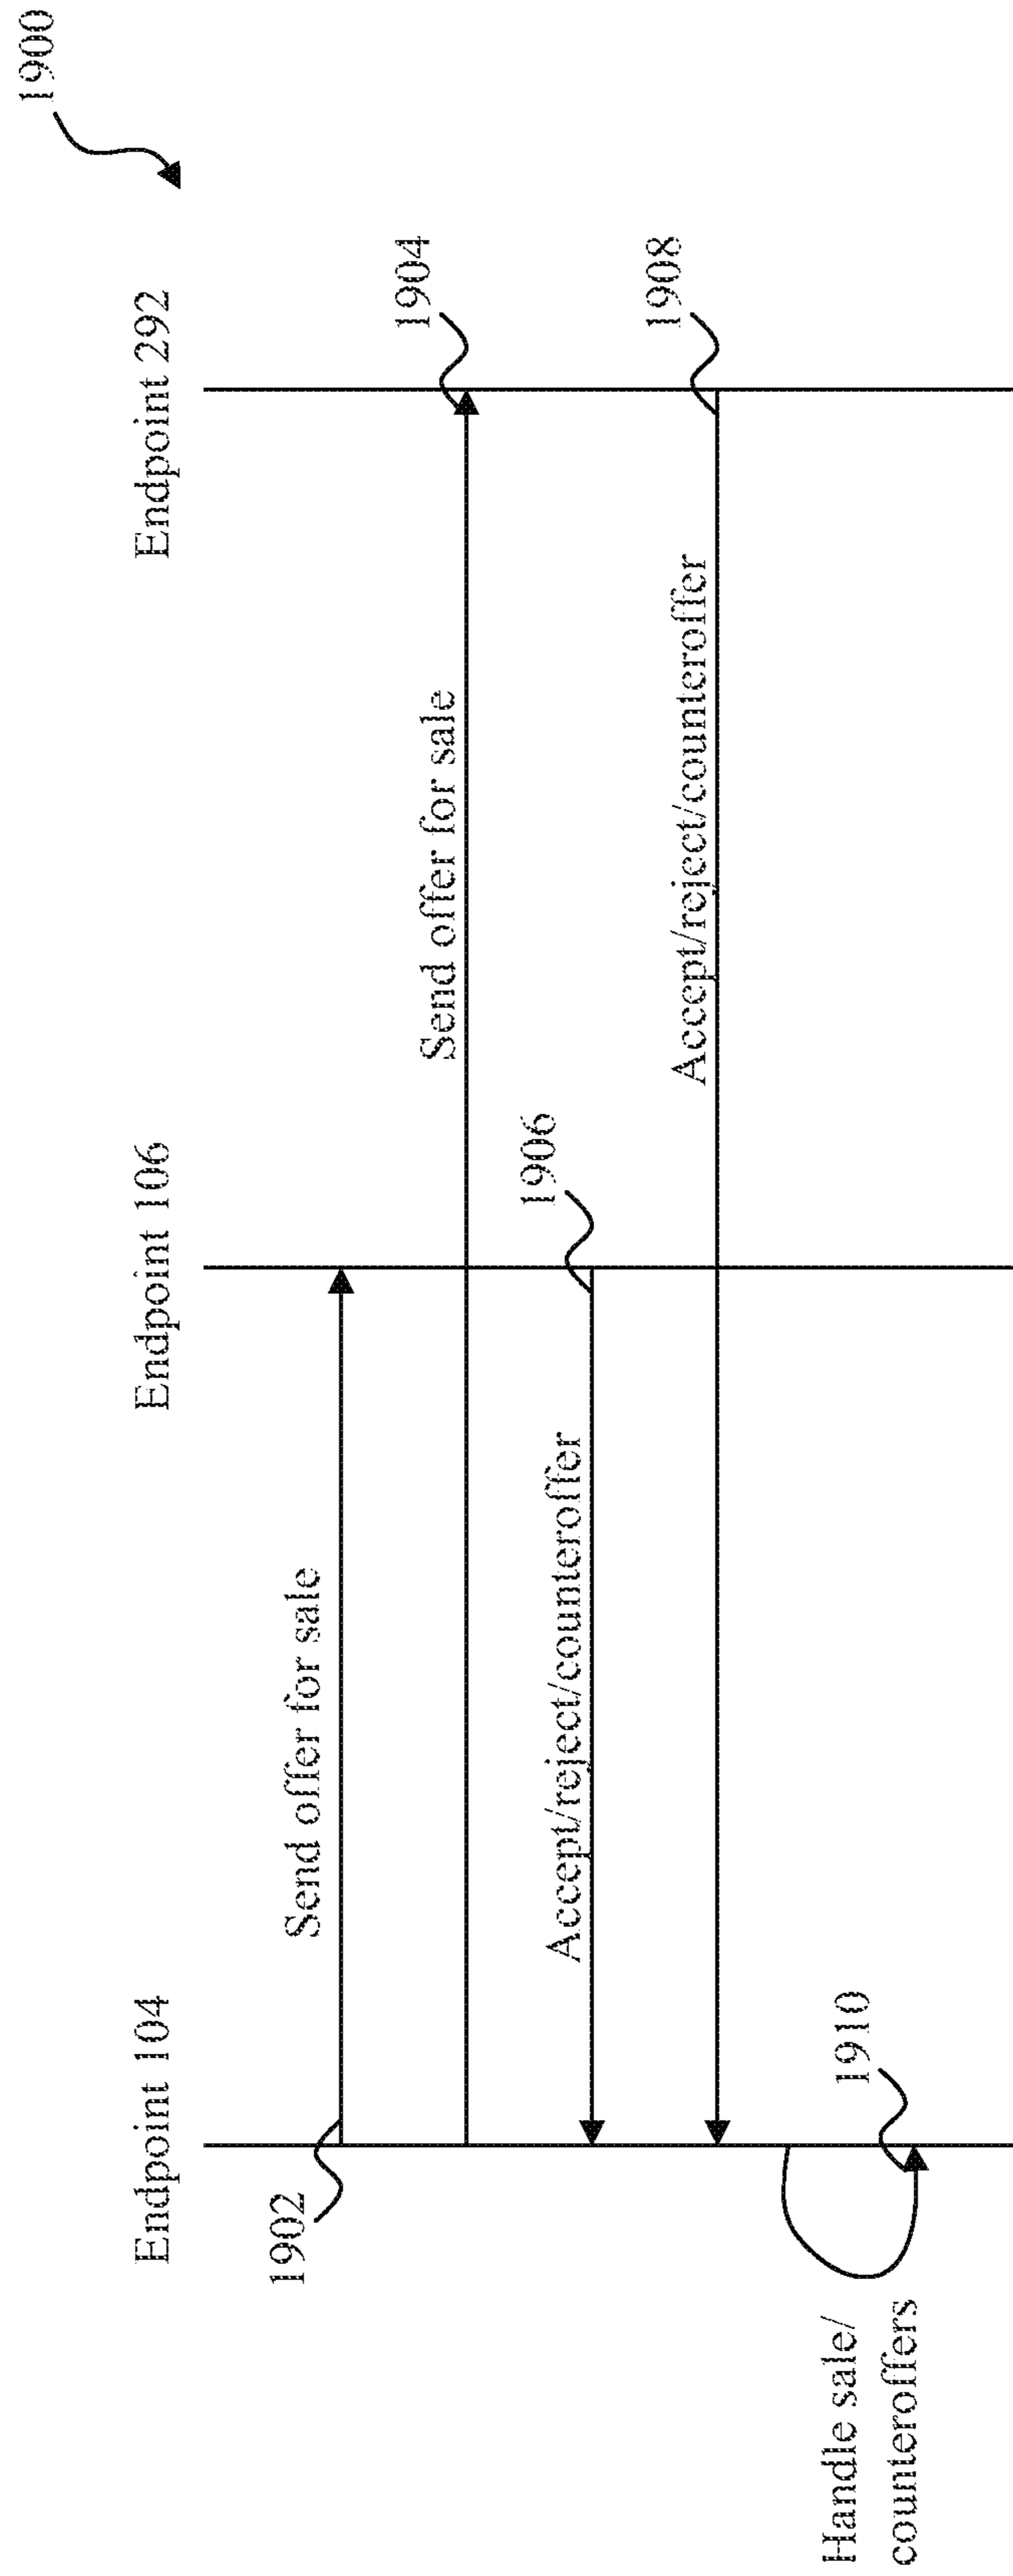 1900
Endpoint 104
Endpoint 106
Endpoint 292
1902
Send offer for sale
1904
Send offer for sale
1906
Accept/reject/counteroffer
1908
Accept/reject/counteroffer
1910
Handle sale/
counteroffers